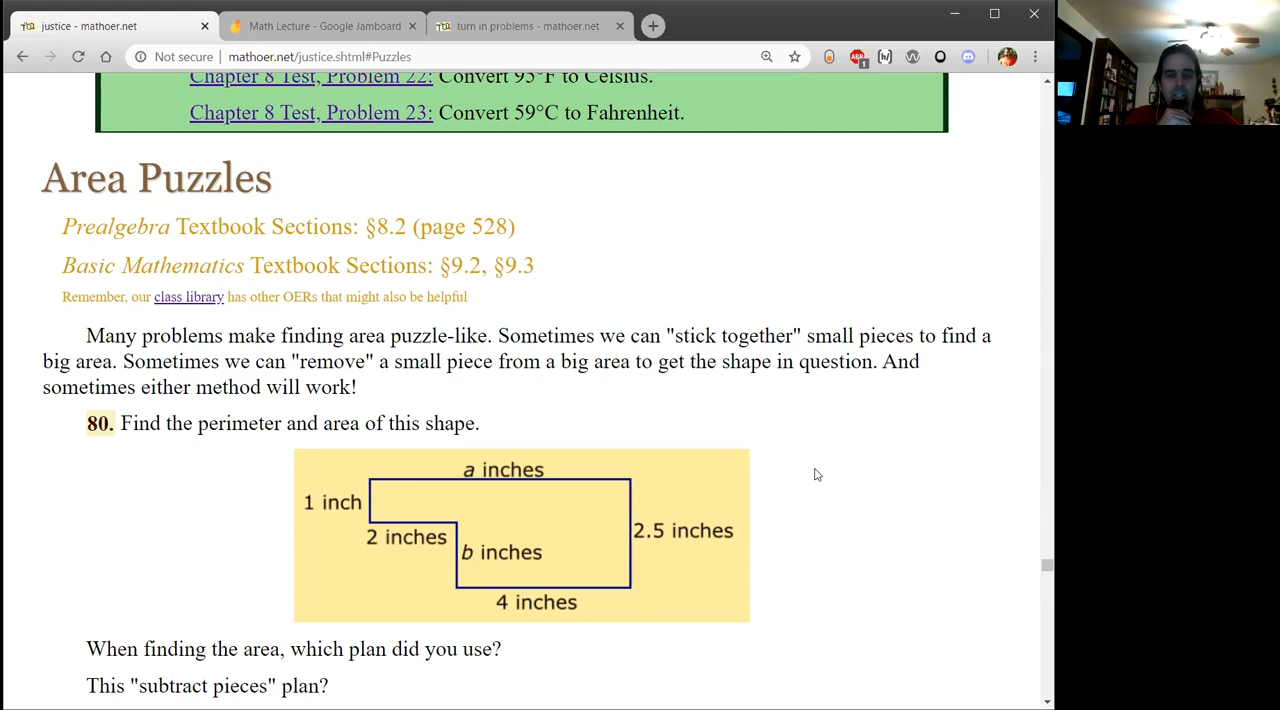 justice - mathoer.net
Math Lecture - Google Jamboard
turn in problems - mathoer.net
Not secure | mathoer.net/justice.shtml#Puzzles
Chapter 8 Test, Problem 22: Convert 95°F to Celsius.
Chapter 8 Test, Problem 23: Convert 59°C to Fahrenheit.
Area Puzzles
Prealgebra Textbook Sections: §8.2 (page 528)
Basic Mathematics Textbook Sections: §9.2, §9.3
Remember, our class library has other OERs that might also be helpful
Many problems make finding area puzzle-like. Sometimes we can "stick together" small pieces to find a
big area. Sometimes we can "remove" a small piece from a big area to get the shape in question. And
sometimes either method will work!
80. Find the perimeter and area of this shape.
a inches
1 inch
2 inches
b inches
2.5 inches
4 inches
When finding the area, which plan did you use?
This "subtract pieces" plan?